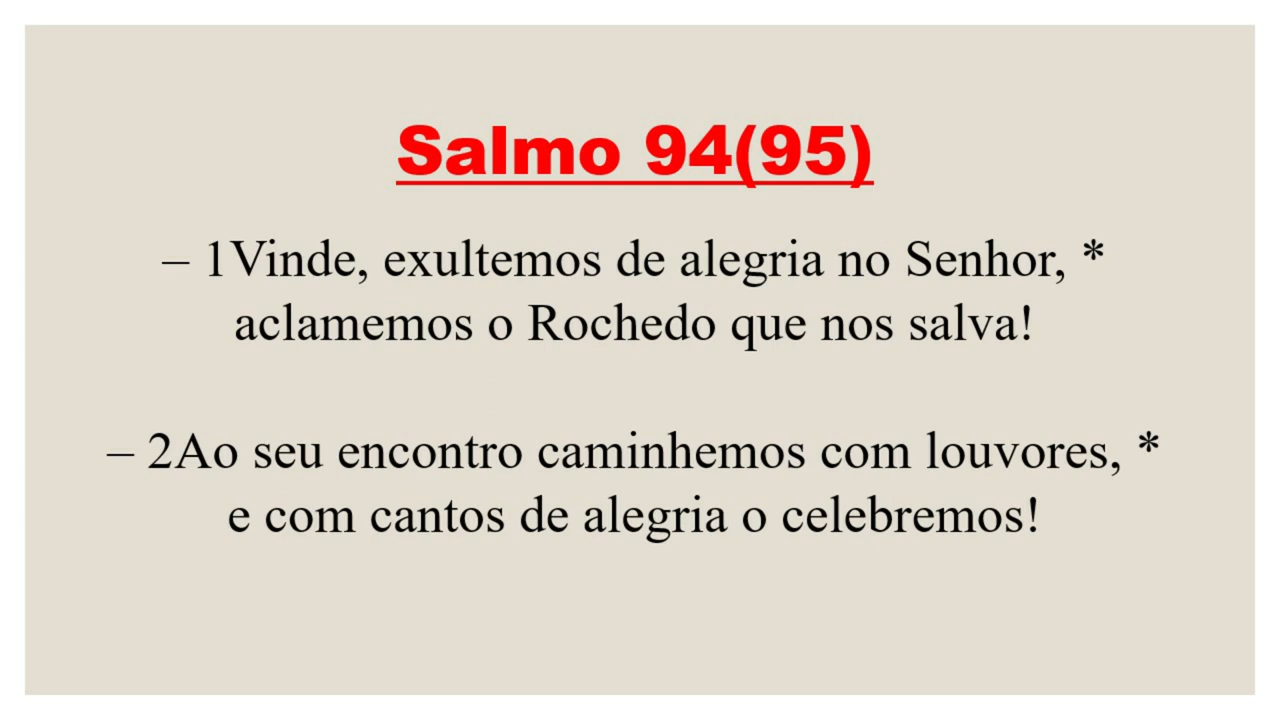 Salmo 94(95)
– 1Vinde, exultemos de alegria no Senhor, *
aclamemos o Rochedo que nos salva!
– 2Ao seu encontro caminhemos com louvores, *
e com cantos de alegria o celebremos!